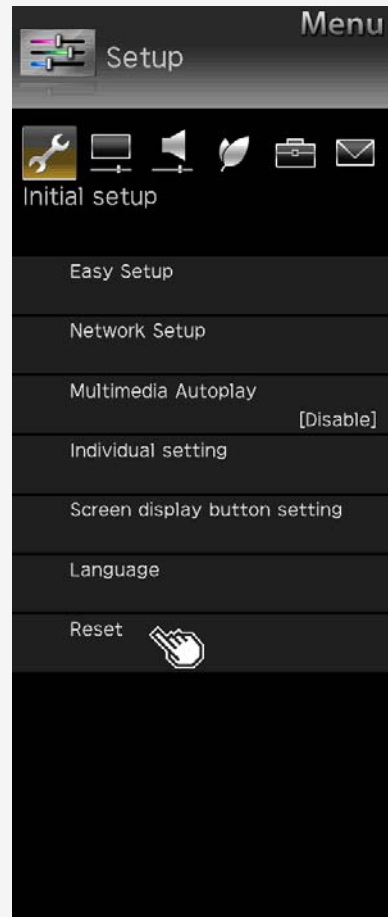 Menu
Setup
Initial setup
Easy Setup
Network Setup
Multimedia Autoplay
[Disable]
Individual setting
Screen display button setting
Language
Reset